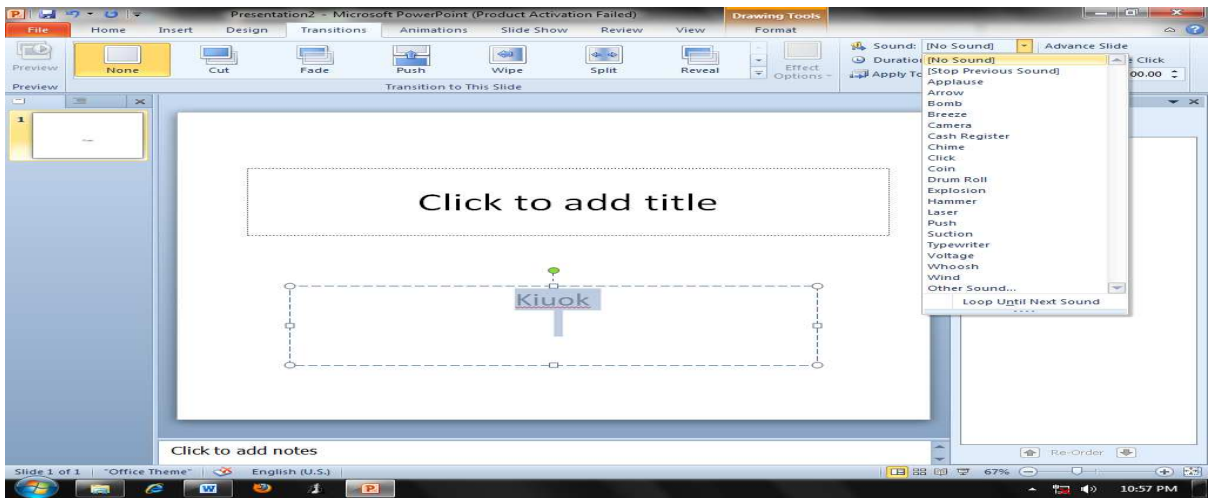 Presentation2 - Microsoft PowerPoint (Product Activation Failed)
Drawing Tools
File Home Insert Design Transitions Animations Slide Show Review View Format
Preview None Cut Fade Push Wipe Split Reveal Effect Options
Sound: [No Sound] Advance Slide
Click
Apply To
00.00
Preview Transition to This Slide
[No Sound]
[Stop Previous Sound]
Applause
Arrow
Bomb
Breeze
Camera
Cash Register
Chime
Click
Coin
Drum Roll
Explosion
Hammer
Laser
Push
Suction
Typewriter
Voltage
Whoosh
Wind
Other Sound...
Loop Until Next Sound
1
Click to add title
Kiuok
Click to add notes
Re-Order
Slide 1 of 1 "Office Theme" English (U.S.) 67%
10:57 PM